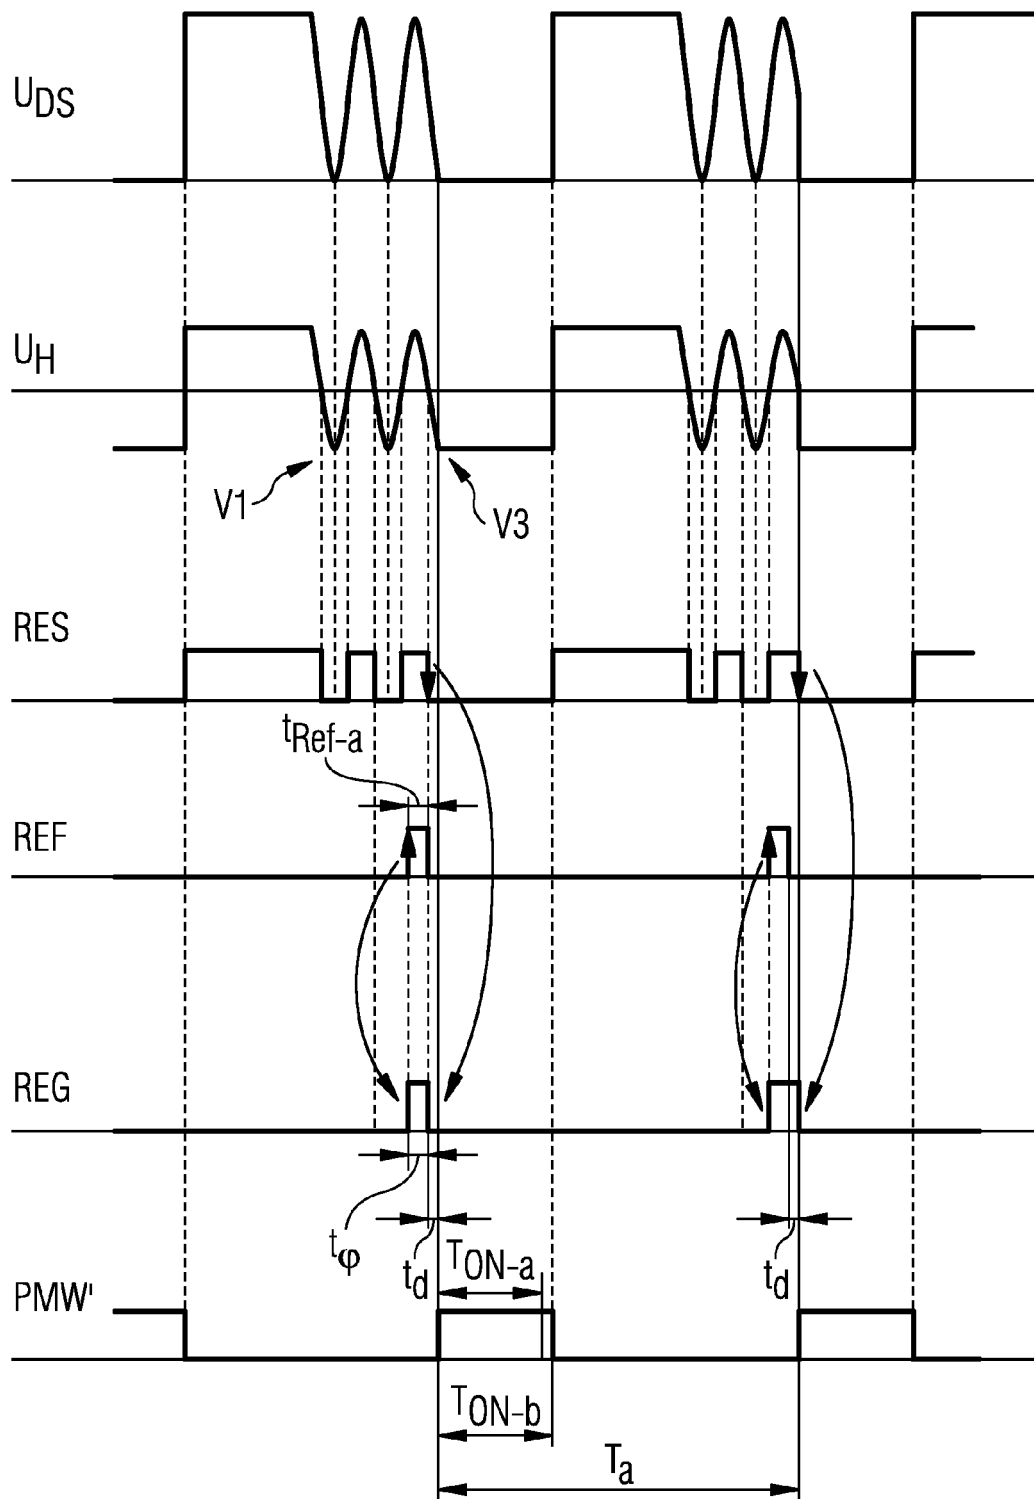 UDS
UH
V1
V3
RES
tRef-a
REF
REG
tφ
td
TON-a
td
PMW'
TON-b
Ta